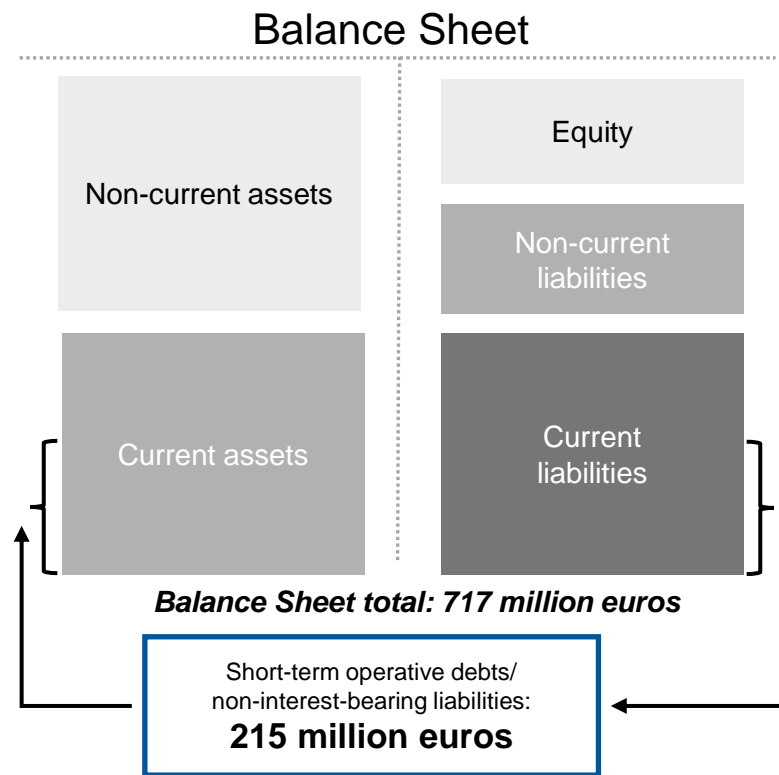 Balance Sheet
Non-current assets
Current assets
Equity
Non-current
liabilities
Current
liabilities
Balance Sheet total: 717 million euros
Short-term operative debts/
non-interest-bearing liabilities:
215 million euros